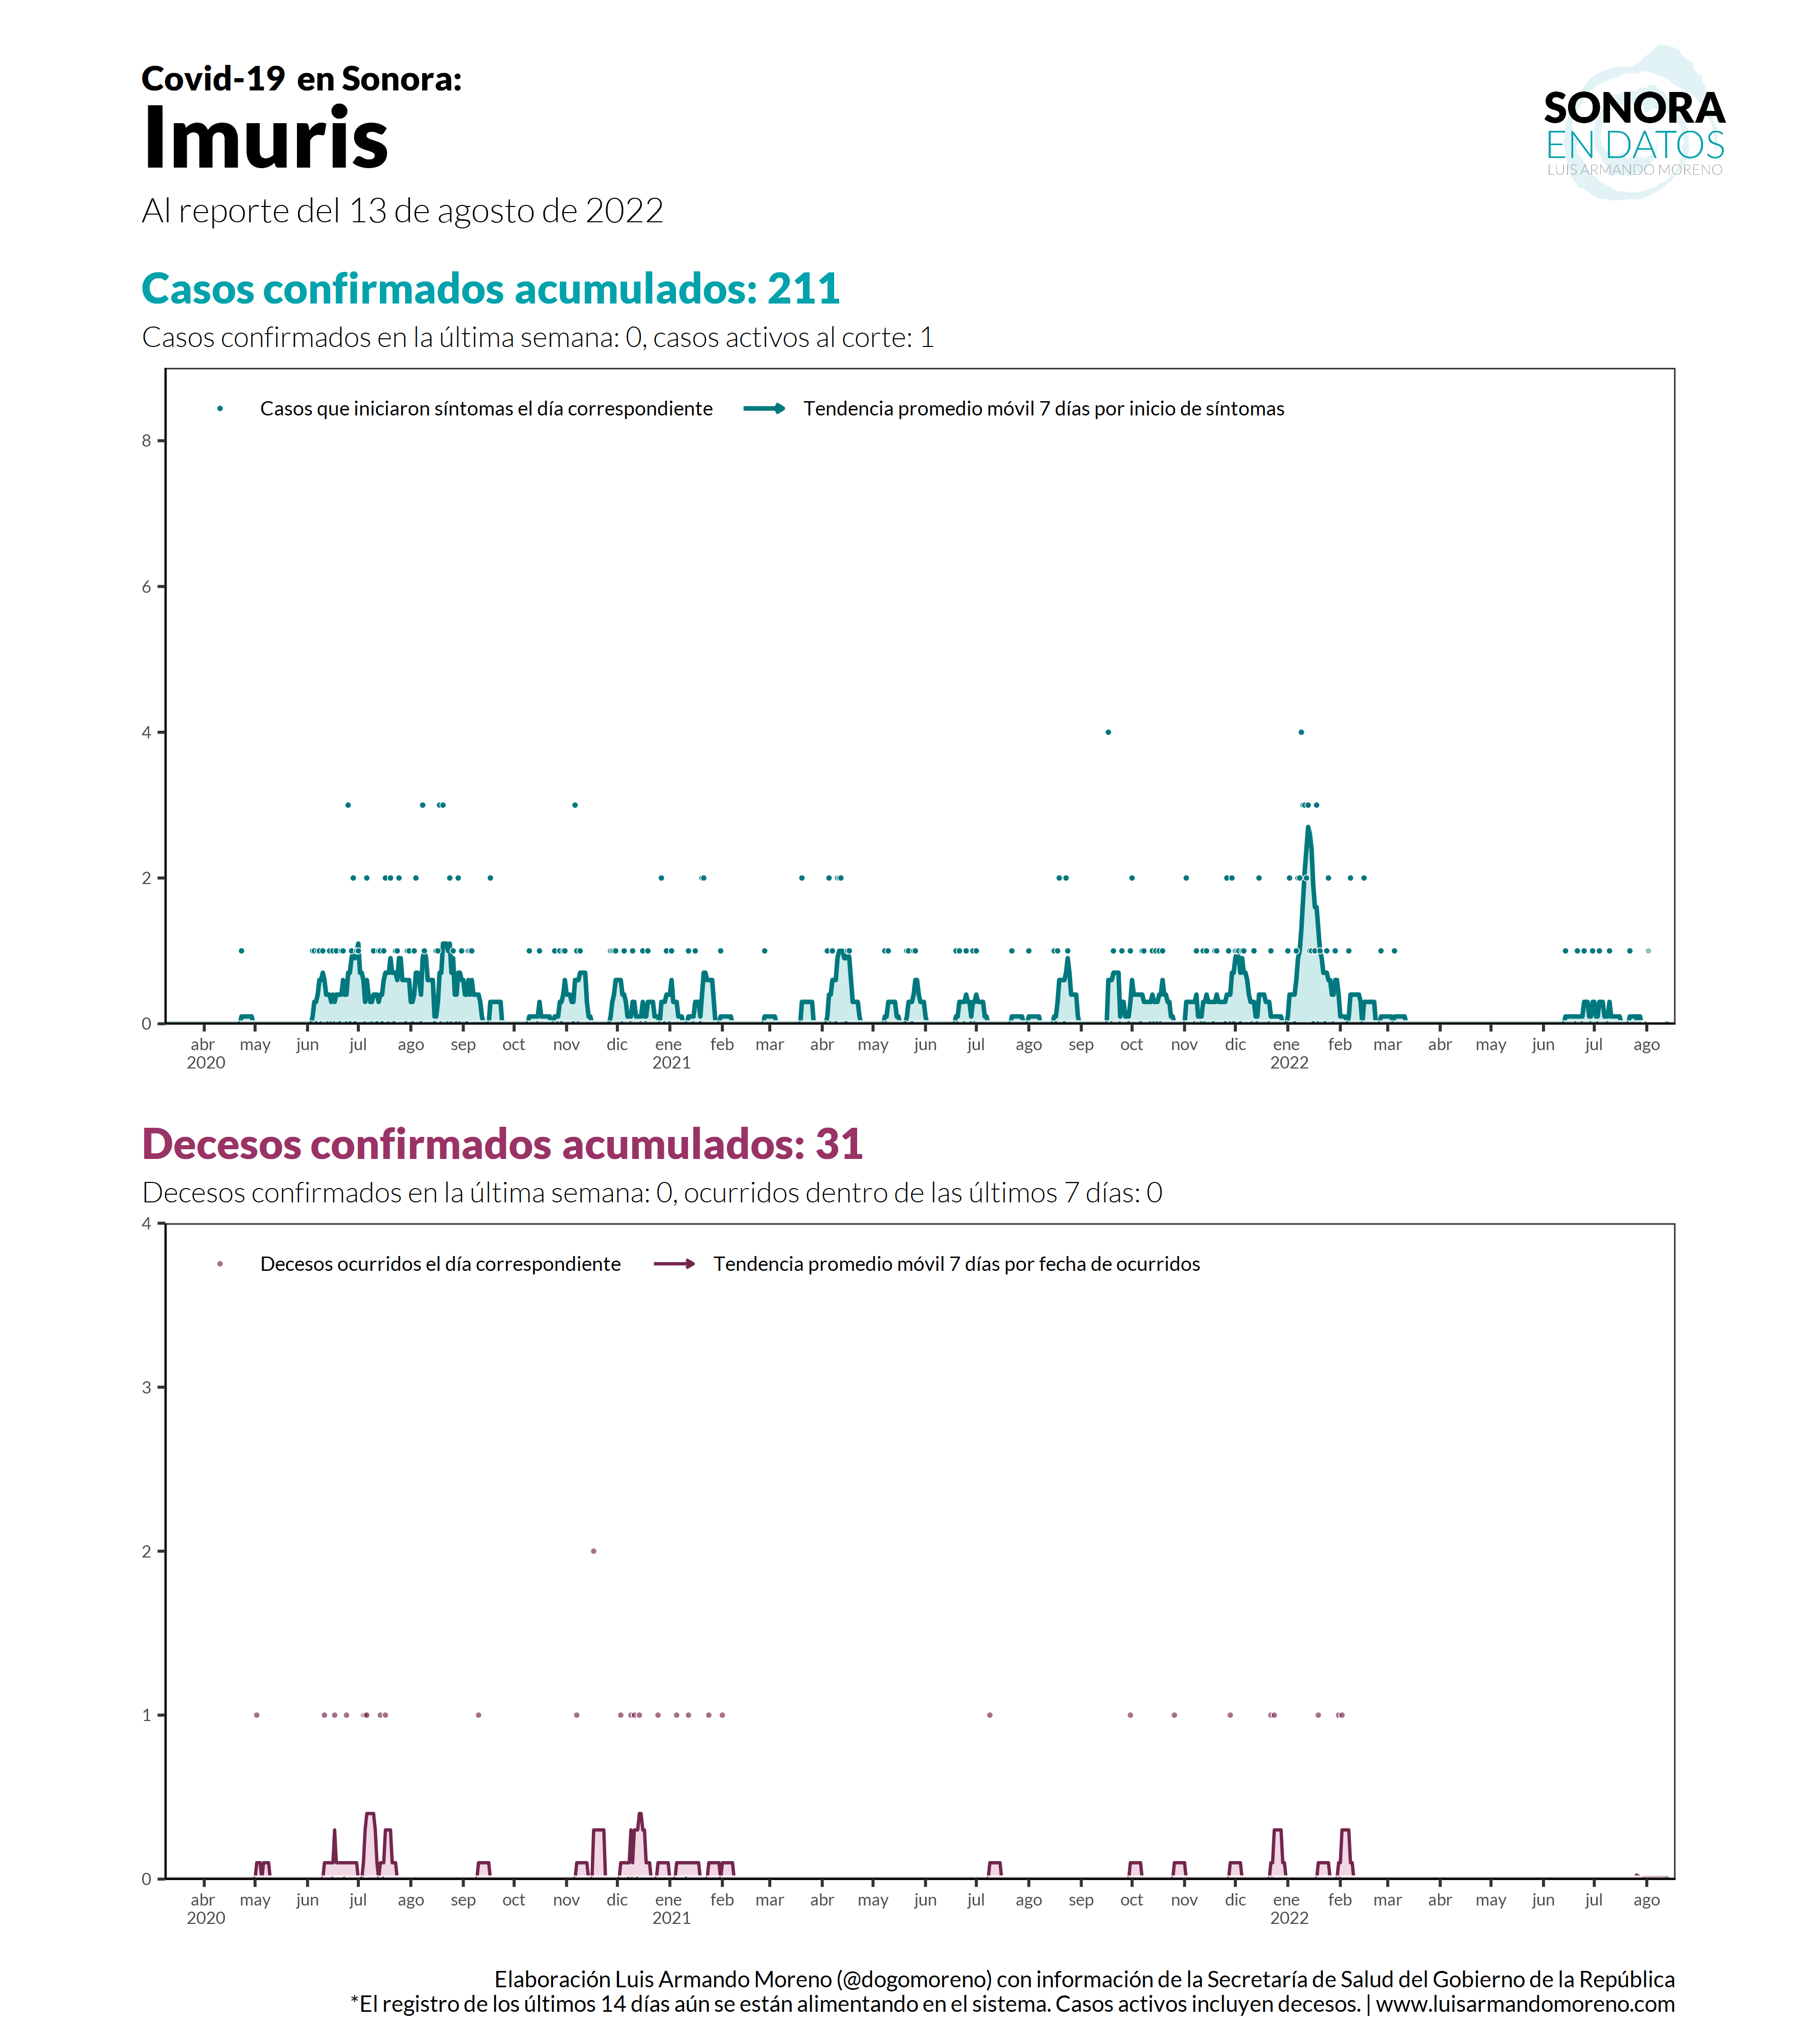 Covid-19 en Sonora:
Imuris
Al reporte del 13 de agosto de 2022
SONORA
EN DATOS
LUIS ARMANDO MORENO
Casos confirmados acumulados: 211
Casos confirmados en la última semana: 0, casos activos al corte: 1
Casos que iniciaron síntomas el día correspondiente Tendencia promedio móvil 7 días por inicio de síntomas
8
6
4
2
0
abr may jun jul ago sep oct nov dic ene feb mar abr may jun jul ago sep oct nov dic ene feb mar abr may jun jul ago
2020 2021 2022
Decesos confirmados acumulados: 31
Decesos confirmados en la última semana: 0, ocurridos dentro de las últimos 7 días: 0
4
Decesos ocurridos el día correspondiente Tendencia promedio móvil 7 días por fecha de ocurridos
3
2
1
0
abr may jun jul ago sep oct nov dic ene feb mar abr may jun jul ago sep oct nov dic ene feb mar abr may jun jul ago
2020 2021 2022
Elaboración Luis Armando Moreno (@dogomoreno) con información de la Secretaría de Salud del Gobierno de la República
*El registro de los últimos 14 días aún se están alimentando en el sistema. Casos activos incluyen decesos. | www.luisarmandomoreno.com